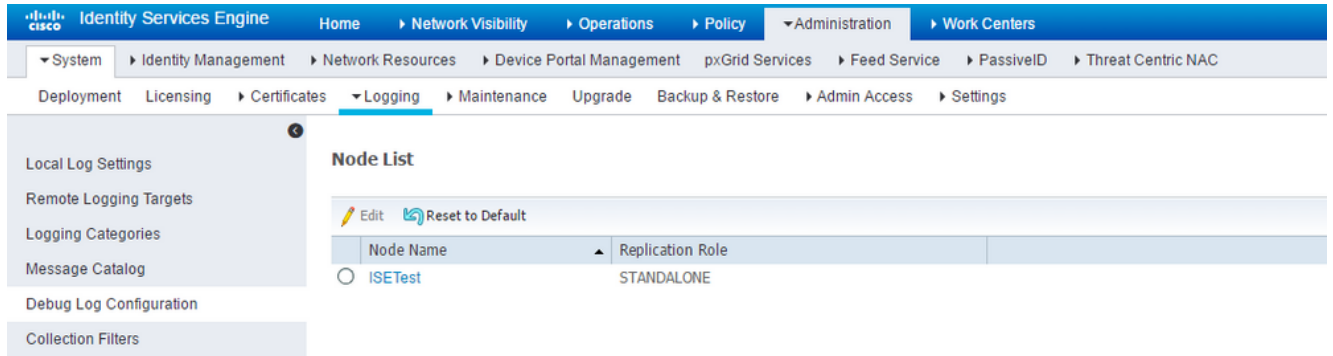 cisco Identity Services Engine Home Network Visibility Operations Policy Administration Work Centers
System Identity Management Network Resources Device Portal Management pxGrid Services Feed Service PassiveID Threat Centric NAC
Deployment Licensing Certificates Logging Maintenance Upgrade Backup & Restore Admin Access Settings
Local Log Settings
Remote Logging Targets
Logging Categories
Message Catalog
Debug Log Configuration
Collection Filters
Node List
Edit Reset to Default
Node Name Replication Role
ISETest STANDALONE